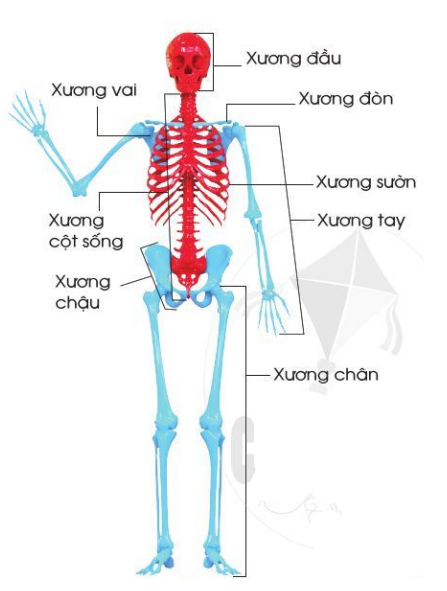 Xương đầu
Xương vai
Xương đòn
Xương sườn
Xương
cột sống
Xương tay
Xương
chậu
Xương chân